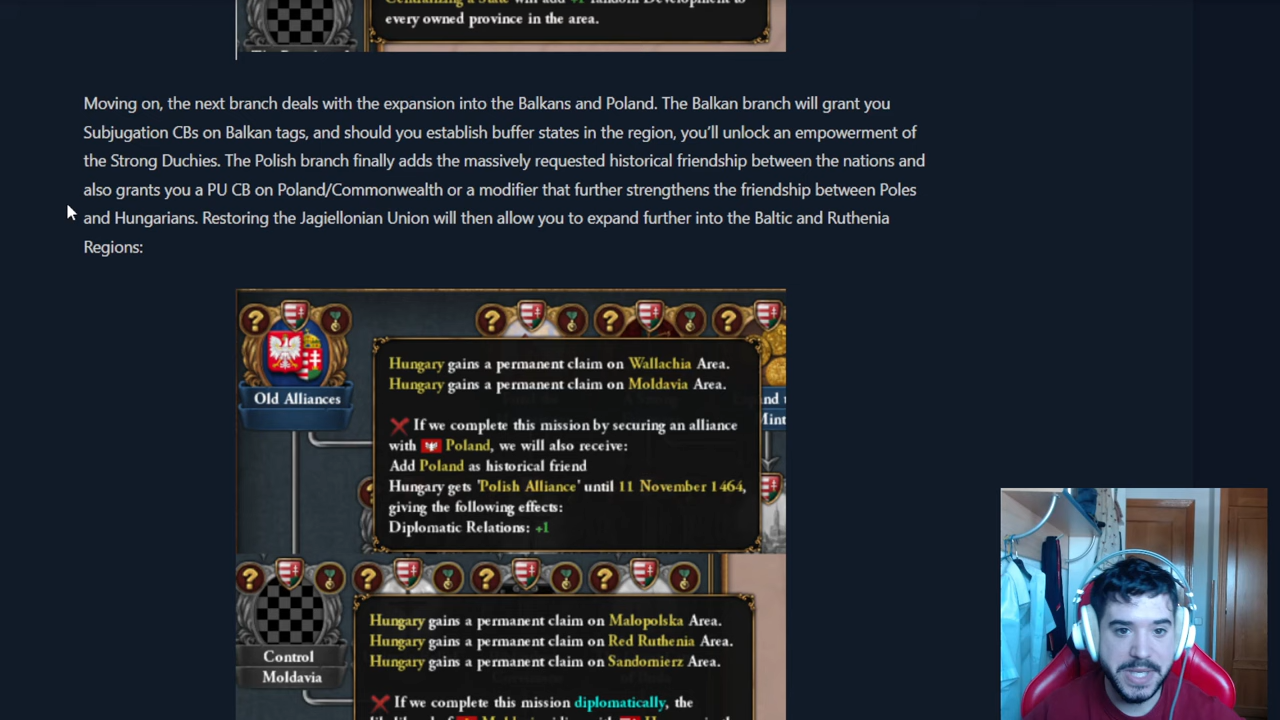 every owned province in the area.
Moving on, the next branch deals with the expansion into the Balkans and Poland. The Balkan branch will grant you
Subjugation CBs on Balkan tags, and should you establish buffer states in the region, you'll unlock an empowerment of
the Strong Duchies. The Polish branch finally adds the massively requested historical friendship between the nations and
also grants you a PU CB on Poland/Commonwealth or a modifier that further strengthens the friendship between Poles
and Hungarians. Restoring the Jagiellonian Union will then allow you to expand further into the Baltic and Ruthenia
Regions:
Old Alliances
Hungary gains a permanent claim on Wallachia Area.
Hungary gains a permanent claim on Moldavia Area.
If we complete this mission by securing an alliance
with Poland, we will also receive:
Add Poland as historical friend
Hungary gets 'Polish Alliance' until 11 November 1464,
giving the following effects:
Diplomatic Relations: +1
Control
Moldavia
Hungary gains a permanent claim on Malopolska Area.
Hungary gains a permanent claim on Red Ruthenia Area.
Hungary gains a permanent claim on Sandomierz Area.
If we complete this mission diplomatically, the